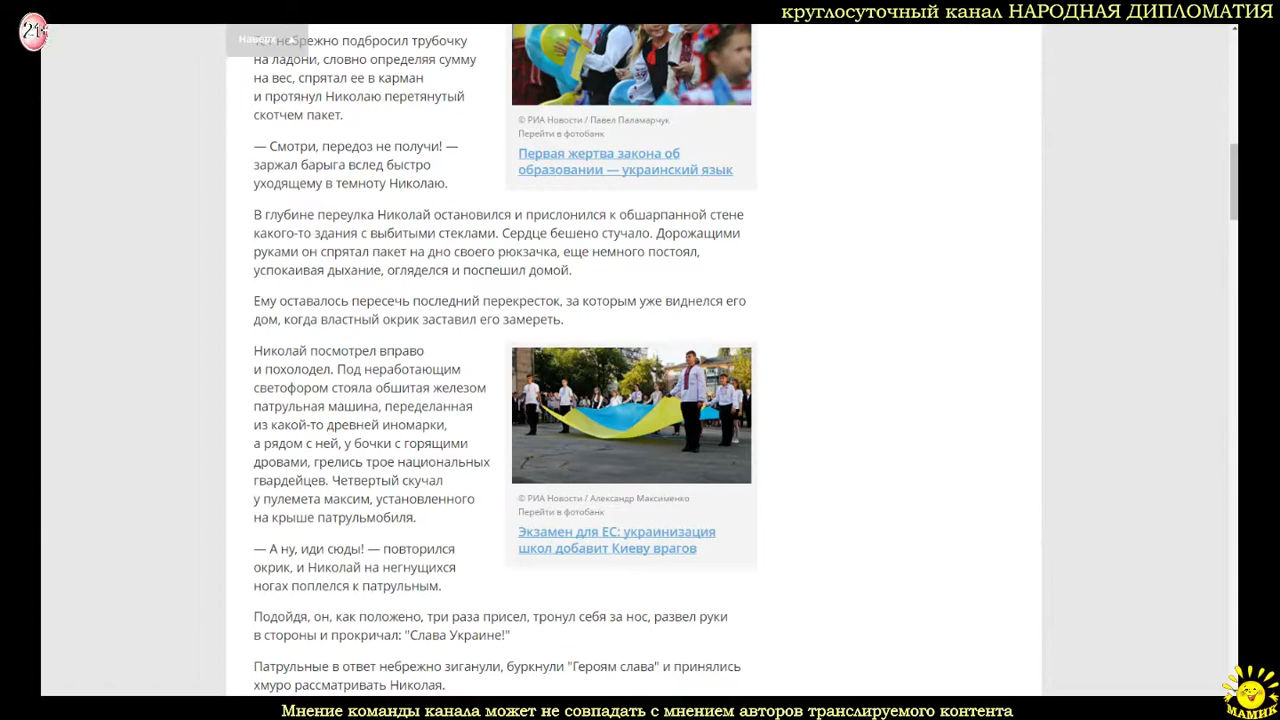 круглосуточный канал НАРОДНАЯ ДИПЛОМАТИЯ
Наверх
небрежно подбросил трубочку
на ладони, словно определяя сумму
на вес, спрятал ее в карман
и протянул Николаю перетянутый
скотчем пакет.
— Смотри, передоз не получи! —
заржал барыга вслед быстро
уходящему в темноту Николаю.
© РИА Новости / Павел Паламарчук
Перейти в фотобанк
Первая жертва закона об
образовании — украинский язык
В глубине переулка Николай остановился и прислонился к обшарпанной стене
какого-то здания с выбитыми стеклами. Сердце бешено стучало. Дорожащими
руками он спрятал пакет на дно своего рюкзачка, еще немного постоял,
успокаивая дыхание, огляделся и поспешил домой.
Ему оставалось пересечь последний перекресток, за которым уже виднелся его
дом, когда властный окрик заставил его замереть.
Николай посмотрел вправо
и похолодел. Под неработающим
светофором стояла обшитая железом
патрульная машина, переделанная
из какой-то древней иномарки,
а рядом с ней, у бочки с горящими
дровами, грелись трое национальных
гвардейцев. Четвертый скучал
у пулемета максим, установленного
на крыше патрульмобиля.
© РИА Новости / Александр Максименко
Перейти в фотобанк
Экзамен для ЕС: украинизация
школ добавит Киеву врагов
— А ну, иди сюды! — повторился
окрик, и Николай на негнущихся
ногах поплелся к патрульным.
Подойдя, он, как положено, три раза присел, тронул себя за нос, развел руки
в стороны и прокричал: "Слава Украине!"
Патрульные в ответ небрежно зиганули, буркнули "Героям слава" и принялись
хмуро рассматривать Николая.
МАМИК
Мнение команды канала может не совпадать с мнением авторов транслируемого контента